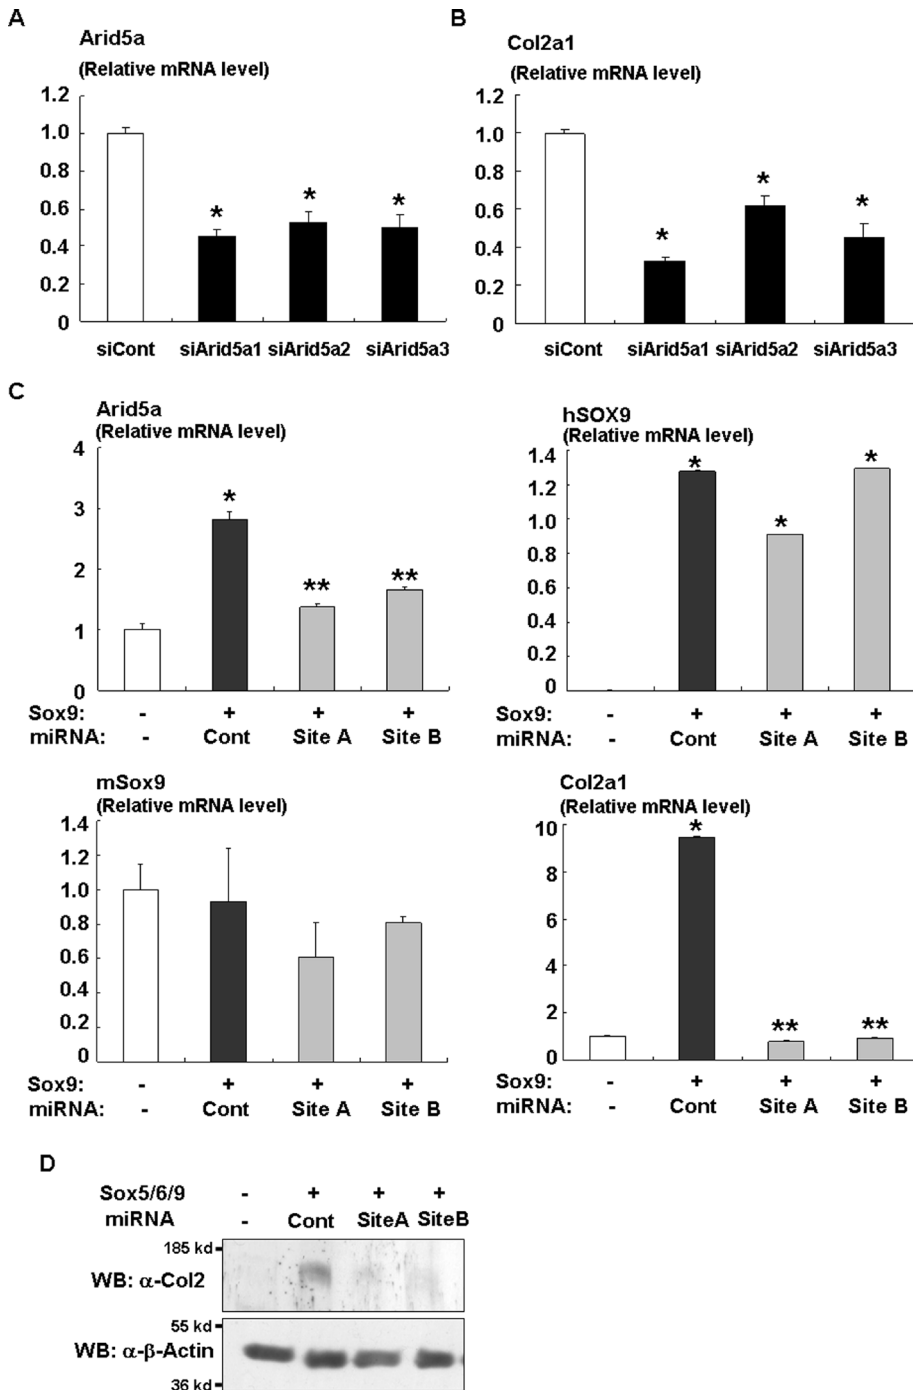 A
Arid5a
(Relative mRNA level)
1.2
1.0
0.8
0.6
0.4
0.2
0
* * *
siCont siArid5a1 siArid5a2 siArid5a3
B
Col2a1
(Relative mRNA level)
1.2
1.0
0.8
0.6
0.4
0.2
0
* * *
siCont siArid5a1 siArid5a2 siArid5a3
C
Arid5a
(Relative mRNA level)
4
3
2
1
0
* ** **
Sox9: - + + +
miRNA: - Cont Site A Site B
hSOX9
(Relative mRNA level)
1.4
1.2
1.0
0.8
0.6
0.4
0.2
0
* * *
Sox9: - + + +
miRNA: - Cont Site A Site B
mSox9
(Relative mRNA level)
1.4
1.2
1.0
0.8
0.6
0.4
0.2
0
Sox9: - + + +
miRNA: - Cont Site A Site B
Col2a1
(Relative mRNA level)
10
8
6
4
2
0
* ** **
Sox9: - + + +
miRNA: - Cont Site A Site B
D
Sox5/6/9 - + + +
miRNA - Cont SiteA SiteB
185 kd
WB: α-Col2
55 kd
WB: α-β-Actin
36 kd